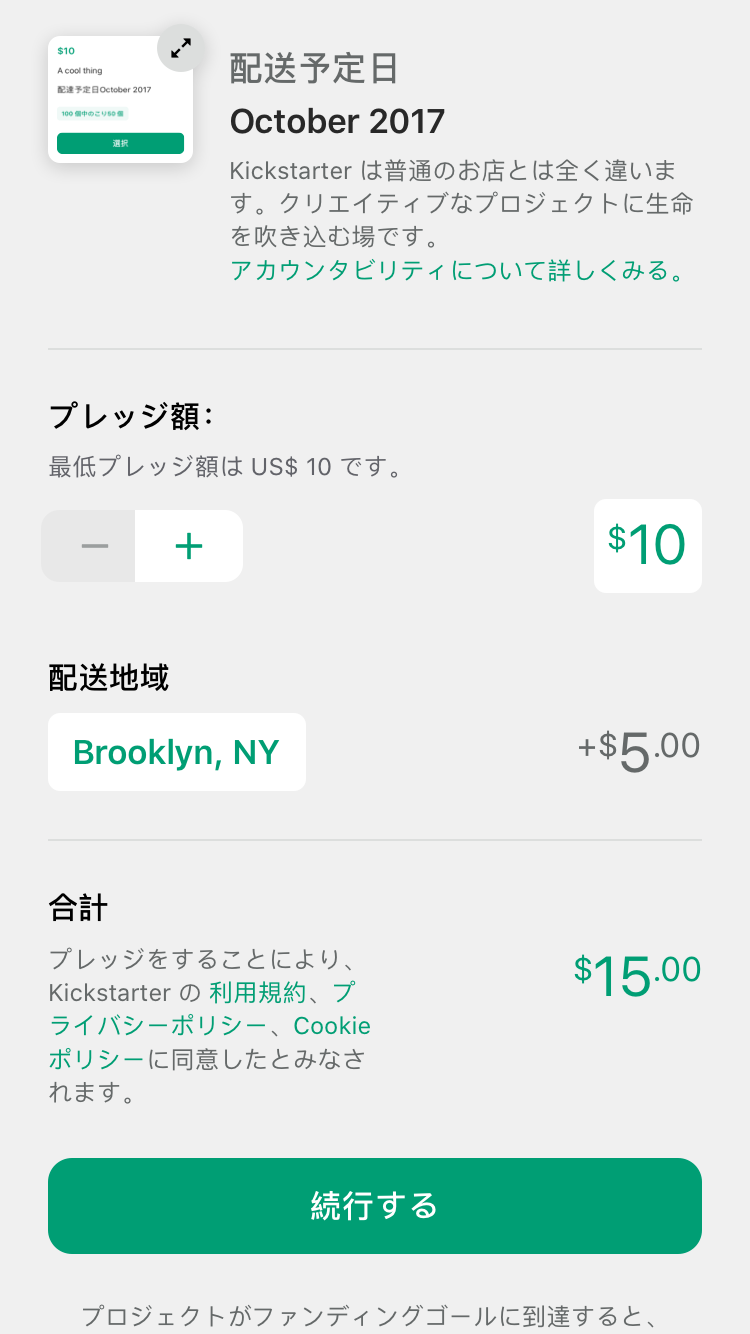 $10
A cool thing
配達予定日October 2017
100 個中のこり50 個
選択
配送予定日
October 2017
Kickstarter は普通のお店とは全く違いま
す。クリエイティブなプロジェクトに生命
を吹き込む場です。
アカウンタビリティについて詳しくみる。
プレッジ額：
最低プレッジ額は US$ 10 です。
− +
$10
配送地域
Brooklyn, NY
+$5.00
合計
プレッジをすることにより、
Kickstarter の 利用規約、プ
ライバシーポリシー、Cookie
ポリシーに同意したとみなさ
れます。
$15.00
続行する
プロジェクトがファンディングゴールに到達すると、